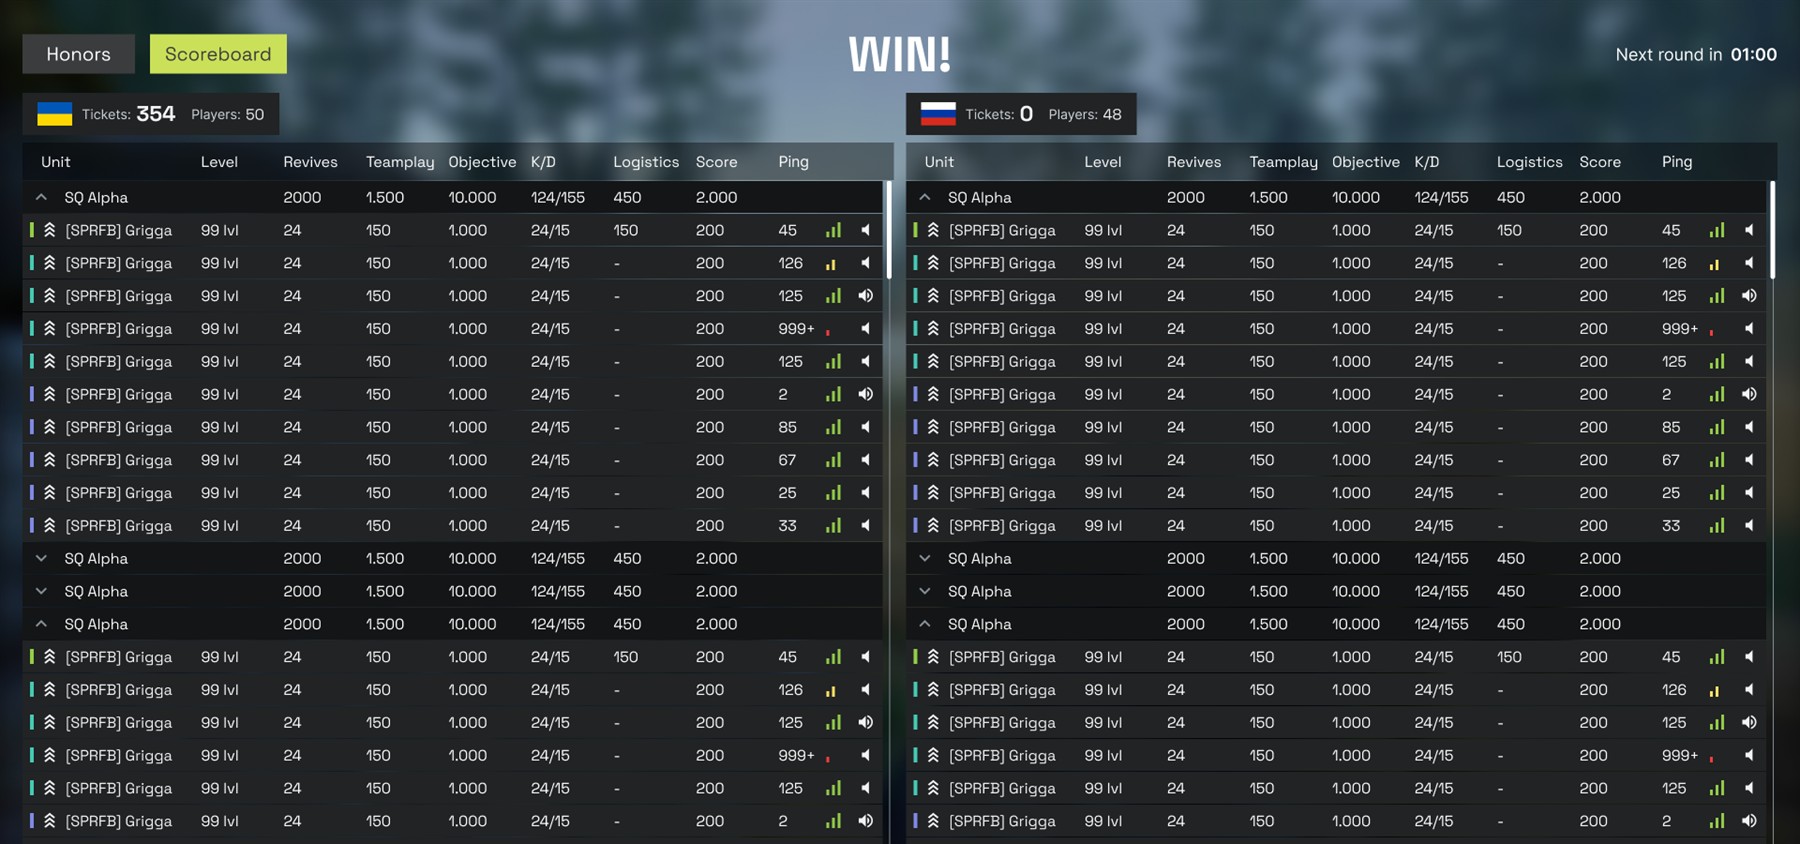 Honors Scoreboard WIN! Next round in 01:00
Tickets: 354 Players: 50
Tickets: 0 Players: 48
Unit Level Revives Teamplay Objective K/D Logistics Score Ping
SQ Alpha 2000 1.500 10.000 124/155 450 2.000
[SPRFB] Grigga 99 lvl 24 150 1.000 24/15 150 200 45
[SPRFB] Grigga 99 lvl 24 150 1.000 24/15 - 200 126
[SPRFB] Grigga 99 lvl 24 150 1.000 24/15 - 200 125
[SPRFB] Grigga 99 lvl 24 150 1.000 24/15 - 200 999+
[SPRFB] Grigga 99 lvl 24 150 1.000 24/15 - 200 125
[SPRFB] Grigga 99 lvl 24 150 1.000 24/15 - 200 2
[SPRFB] Grigga 99 lvl 24 150 1.000 24/15 - 200 85
[SPRFB] Grigga 99 lvl 24 150 1.000 24/15 - 200 67
[SPRFB] Grigga 99 lvl 24 150 1.000 24/15 - 200 25
[SPRFB] Grigga 99 lvl 24 150 1.000 24/15 - 200 33
SQ Alpha 2000 1.500 10.000 124/155 450 2.000
SQ Alpha 2000 1.500 10.000 124/155 450 2.000
SQ Alpha 2000 1.500 10.000 124/155 450 2.000
[SPRFB] Grigga 99 lvl 24 150 1.000 24/15 150 200 45
[SPRFB] Grigga 99 lvl 24 150 1.000 24/15 - 200 126
[SPRFB] Grigga 99 lvl 24 150 1.000 24/15 - 200 125
[SPRFB] Grigga 99 lvl 24 150 1.000 24/15 - 200 999+
[SPRFB] Grigga 99 lvl 24 150 1.000 24/15 - 200 125
[SPRFB] Grigga 99 lvl 24 150 1.000 24/15 - 200 2
Unit Level Revives Teamplay Objective K/D Logistics Score Ping
SQ Alpha 2000 1.500 10.000 124/155 450 2.000
[SPRFB] Grigga 99 lvl 24 150 1.000 24/15 150 200 45
[SPRFB] Grigga 99 lvl 24 150 1.000 24/15 - 200 126
[SPRFB] Grigga 99 lvl 24 150 1.000 24/15 - 200 125
[SPRFB] Grigga 99 lvl 24 150 1.000 24/15 - 200 999+
[SPRFB] Grigga 99 lvl 24 150 1.000 24/15 - 200 125
[SPRFB] Grigga 99 lvl 24 150 1.000 24/15 - 200 2
[SPRFB] Grigga 99 lvl 24 150 1.000 24/15 - 200 85
[SPRFB] Grigga 99 lvl 24 150 1.000 24/15 - 200 67
[SPRFB] Grigga 99 lvl 24 150 1.000 24/15 - 200 25
[SPRFB] Grigga 99 lvl 24 150 1.000 24/15 - 200 33
SQ Alpha 2000 1.500 10.000 124/155 450 2.000
SQ Alpha 2000 1.500 10.000 124/155 450 2.000
SQ Alpha 2000 1.500 10.000 124/155 450 2.000
[SPRFB] Grigga 99 lvl 24 150 1.000 24/15 150 200 45
[SPRFB] Grigga 99 lvl 24 150 1.000 24/15 - 200 126
[SPRFB] Grigga 99 lvl 24 150 1.000 24/15 - 200 125
[SPRFB] Grigga 99 lvl 24 150 1.000 24/15 - 200 999+
[SPRFB] Grigga 99 lvl 24 150 1.000 24/15 - 200 125
[SPRFB] Grigga 99 lvl 24 150 1.000 24/15 - 200 2